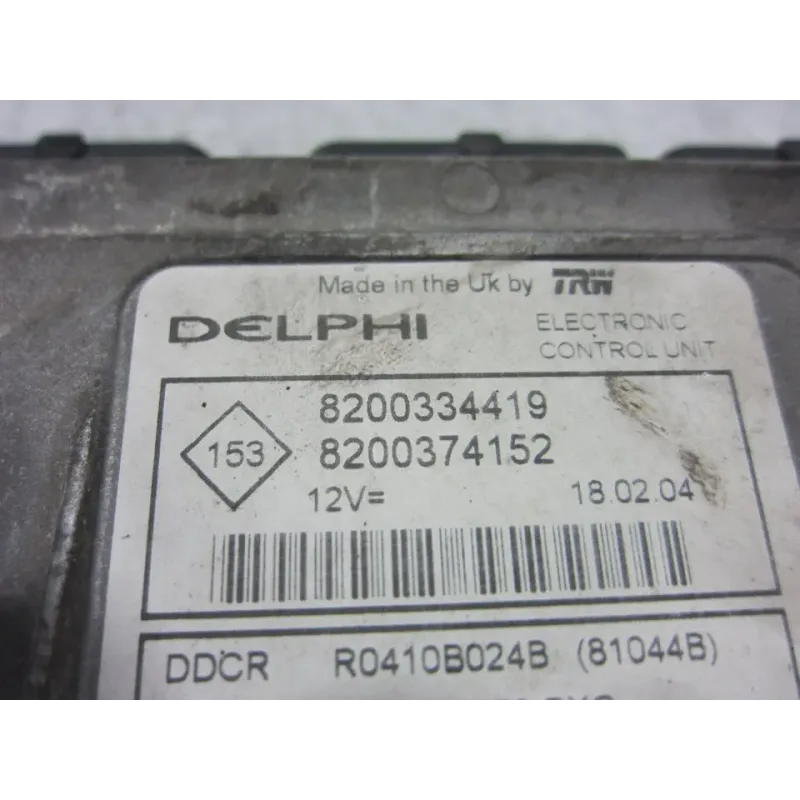 Made in the Uk by TRW
DELPHI
ELECTRONIC
CONTROL UNIT
8200334419
153
8200374152
12V=
18.02.04
DDCR R0410B024B (81044B)